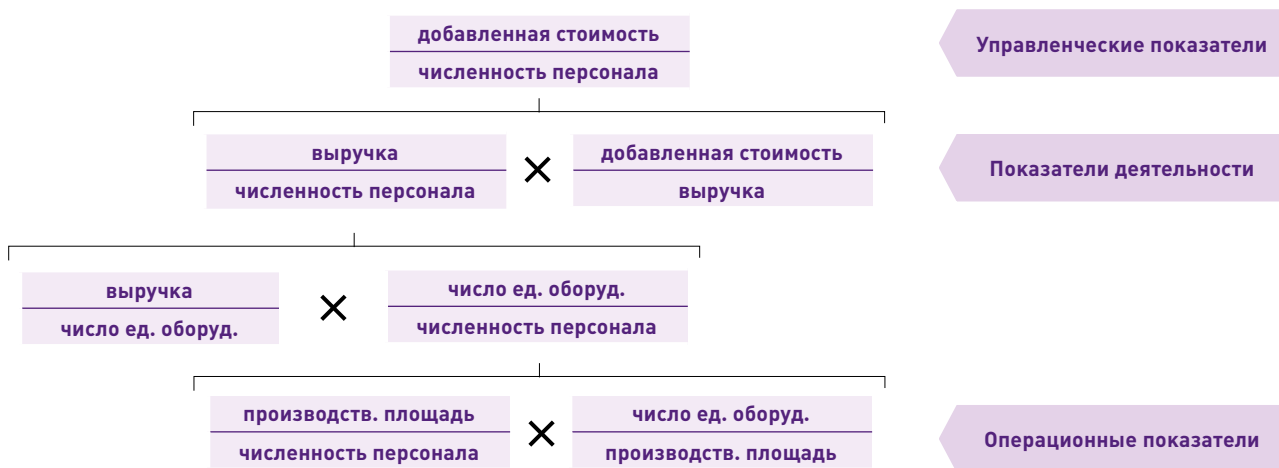 добавленная стоимость
численность персонала
Управленческие показатели
выручка
численность персонала
×
добавленная стоимость
выручка
Показатели деятельности
выручка
число ед. оборуд.
×
число ед. оборуд.
численность персонала
производств. площадь
численность персонала
×
число ед. оборуд.
производств. площадь
Операционные показатели